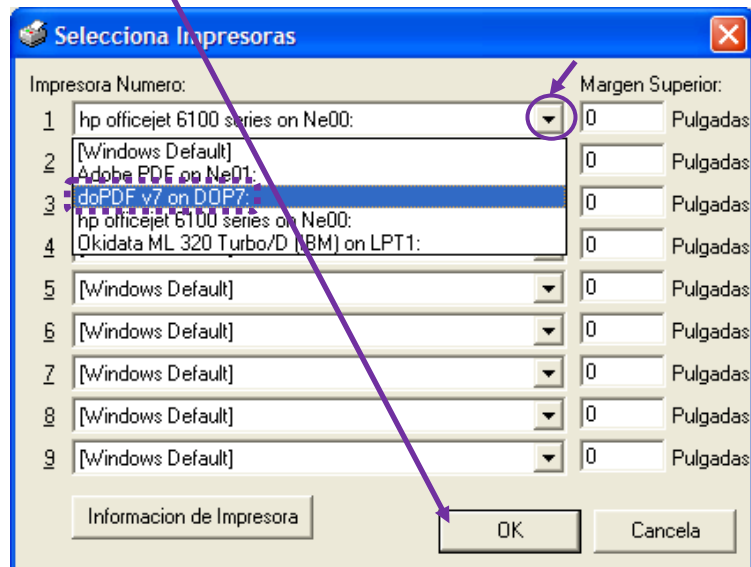 Selecciona Impresoras
Impresora Numero: Margen Superior:
1 hp officejet 6100 series on Ne00: 0 Pulgadas
[Windows Default]
2 0 Pulgadas
Adobe PDF on Ne01:
doPDF v7 on DOP7:
3 0 Pulgadas
hp officejet 6100 series on Ne00:
Okidata ML 320 Turbo/D (IBM) on LPT1:
4 0 Pulgadas
5 [Windows Default] 0 Pulgadas
6 [Windows Default] 0 Pulgadas
7 [Windows Default] 0 Pulgadas
8 [Windows Default] 0 Pulgadas
9 [Windows Default] 0 Pulgadas
Informacion de Impresora OK Cancela